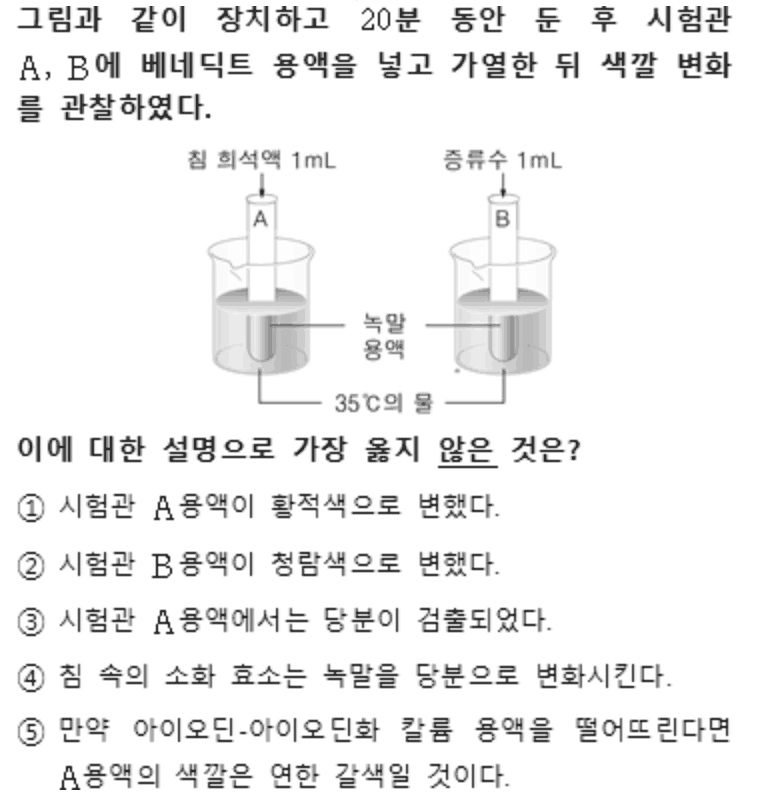 그림과 같이 장치하고 20분 동안 둔 후 시험관
A, B에 베네딕트 용액을 넣고 가열한 뒤 색깔 변화
를 관찰하였다.
침 희석액 1mL
증류수 1mL
A
B
녹말
용액
35℃의 물
이에 대한 설명으로 가장 옳지 않은 것은?
① 시험관 A용액이 황적색으로 변했다.
② 시험관 B용액이 청람색으로 변했다.
③ 시험관 A용액에서는 당분이 검출되었다.
④ 침 속의 소화 효소는 녹말을 당분으로 변화시킨다.
⑤ 만약 아이오딘-아이오딘화 칼륨 용액을 떨어뜨린다면
A용액의 색깔은 연한 갈색일 것이다.